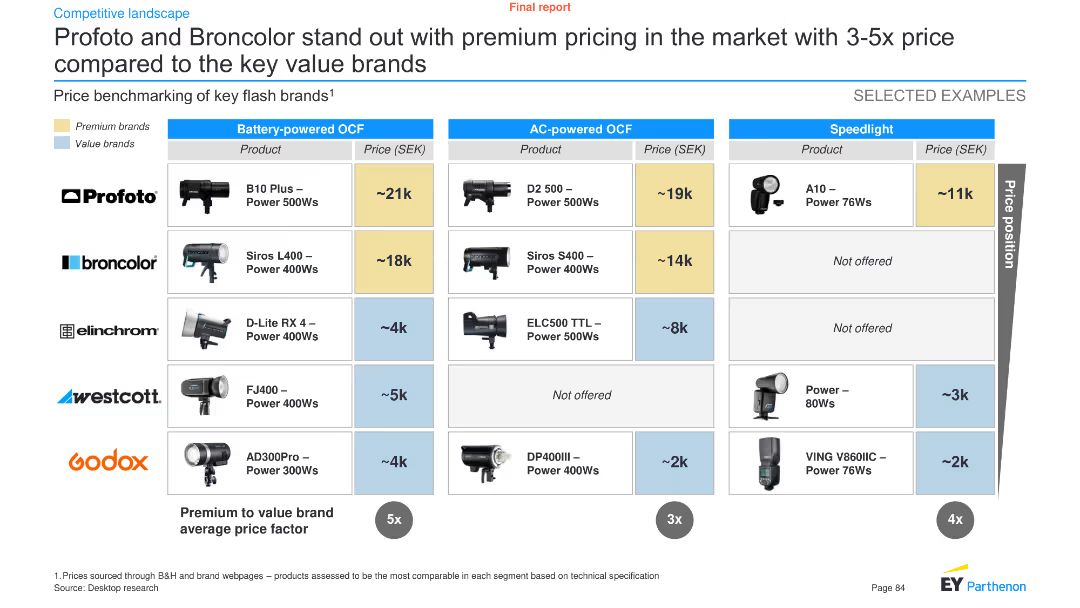 Final report
Competitive landscape
Profoto and Broncolor stand out with premium pricing in the market with 3-5x price
compared to the key value brands
Price benchmarking of key flash brands1
SELECTED EXAMPLES
Premium brands
Value brands
Battery-powered OCF
AC-powered OCF
Speedlight
Product
Price (SEK)
Product
Price (SEK)
Product
Price (SEK)
Profoto
B10 Plus –
Power 500Ws
~21k
D2 500 –
Power 500Ws
~19k
A10 –
Power 76Ws
~11k
Price position
broncolor
Siros L400 –
Power 400Ws
~18k
Siros S400 –
Power 400Ws
~14k
Not offered
elinchrom
D-Lite RX 4 –
Power 400Ws
~4k
ELC500 TTL –
Power 500Ws
~8k
Not offered
westcott
FJ400 –
Power 400Ws
~5k
Not offered
Power –
80Ws
~3k
Godox
AD300Pro –
Power 300Ws
~4k
DP400III –
Power 400Ws
~2k
VING V860IIC –
Power 76Ws
~2k
Premium to value brand
average price factor
5x
3x
4x
1.Prices sourced through B&H and brand webpages – products assessed to be the most comparable in each segment based on technical specification
Source: Desktop research
Page 84
EY Parthenon